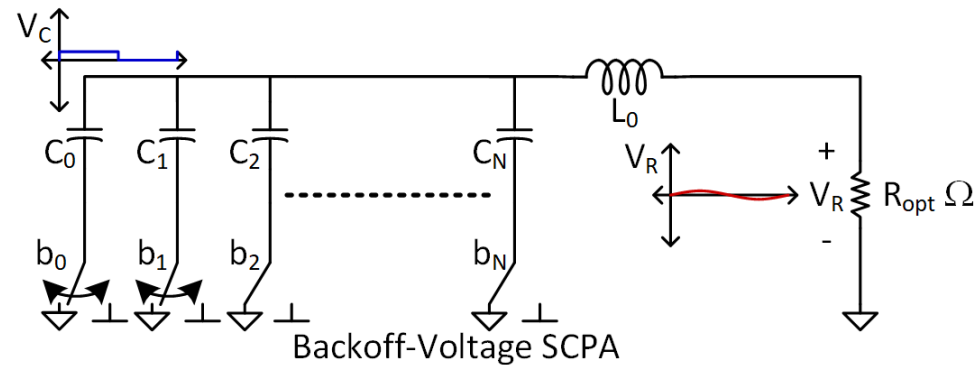 V_C
L_0
C_0 C_1 C_2 C_N
V_R + V_R - R_opt Ω
b_0 b_1 b_2 b_N
Backoff-Voltage SCPA